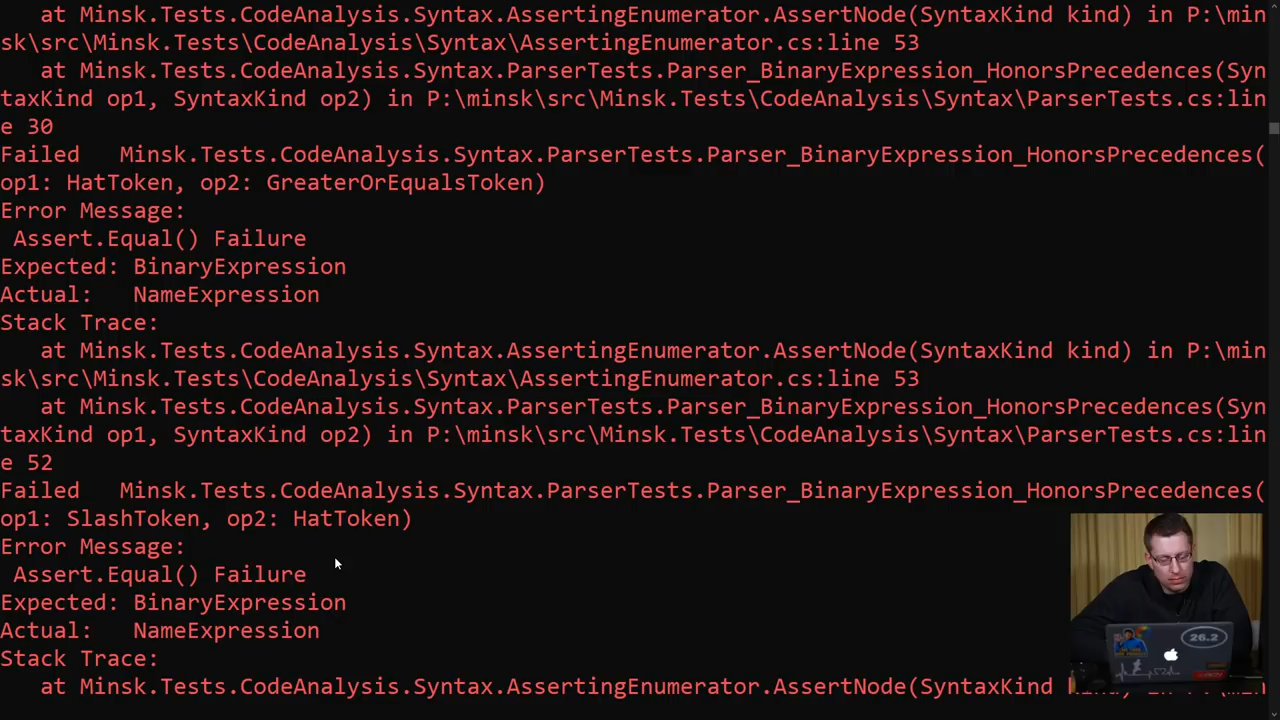 at Minsk.Tests.CodeAnalysis.Syntax.AssertingEnumerator.AssertNode(SyntaxKind kind) in P:\min
sk\src\Minsk.Tests\CodeAnalysis\Syntax\AssertingEnumerator.cs:line 53
at Minsk.Tests.CodeAnalysis.Syntax.ParserTests.Parser_BinaryExpression_HonorsPrecedences(Syn
taxKind op1, SyntaxKind op2) in P:\minsk\src\Minsk.Tests\CodeAnalysis\Syntax\ParserTests.cs:lin
e 30
Failed   Minsk.Tests.CodeAnalysis.Syntax.ParserTests.Parser_BinaryExpression_HonorsPrecedences(
op1: HatToken, op2: GreaterOrEqualsToken)
Error Message:
Assert.Equal() Failure
Expected: BinaryExpression
Actual:   NameExpression
Stack Trace:
at Minsk.Tests.CodeAnalysis.Syntax.AssertingEnumerator.AssertNode(SyntaxKind kind) in P:\min
sk\src\Minsk.Tests\CodeAnalysis\Syntax\AssertingEnumerator.cs:line 53
at Minsk.Tests.CodeAnalysis.Syntax.ParserTests.Parser_BinaryExpression_HonorsPrecedences(Syn
taxKind op1, SyntaxKind op2) in P:\minsk\src\Minsk.Tests\CodeAnalysis\Syntax\ParserTests.cs:lin
e 52
Failed   Minsk.Tests.CodeAnalysis.Syntax.ParserTests.Parser_BinaryExpression_HonorsPrecedences(
op1: SlashToken, op2: HatToken)
Error Message:
Assert.Equal() Failure
Expected: BinaryExpression
Actual:   NameExpression
Stack Trace:
at Minsk.Tests.CodeAnalysis.Syntax.AssertingEnumerator.AssertNode(SyntaxKind
26.2